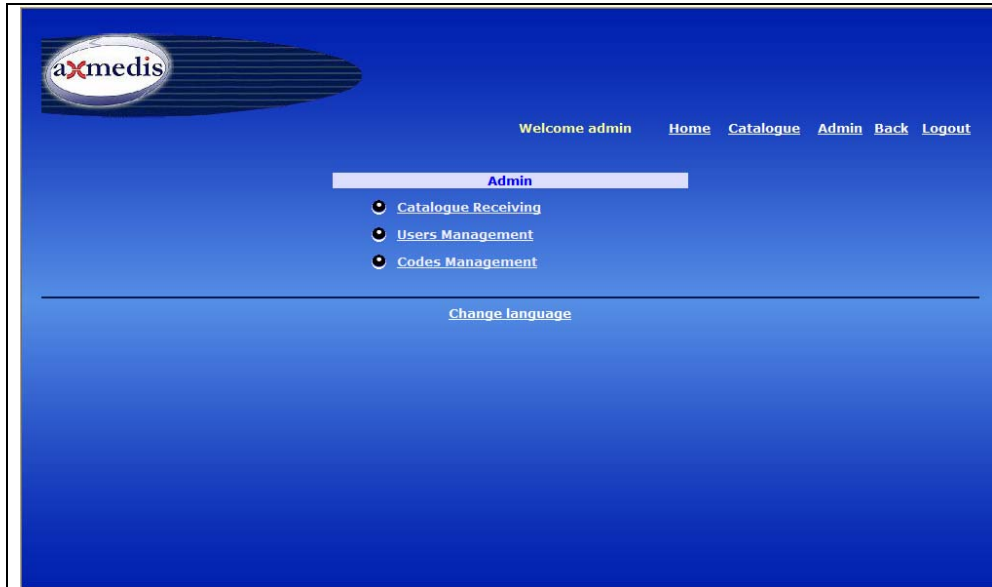 axmedis
Welcome admin Home Catalogue Admin Back Logout
Admin
Catalogue Receiving
Users Management
Codes Management
Change language